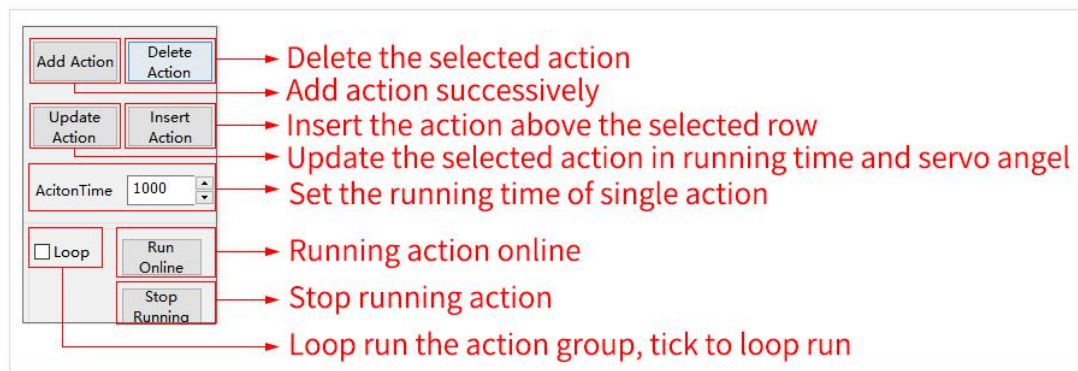 Add Action
Delete
Action
Delete the selected action
Add action successively
Update
Action
Insert
Action
Insert the action above the selected row
Update the selected action in running time and servo angel
AcitonTime
1000
Set the running time of single action
Loop
Run
Online
Running action online
Stop
Running
Stop running action
Loop run the action group, tick to loop run